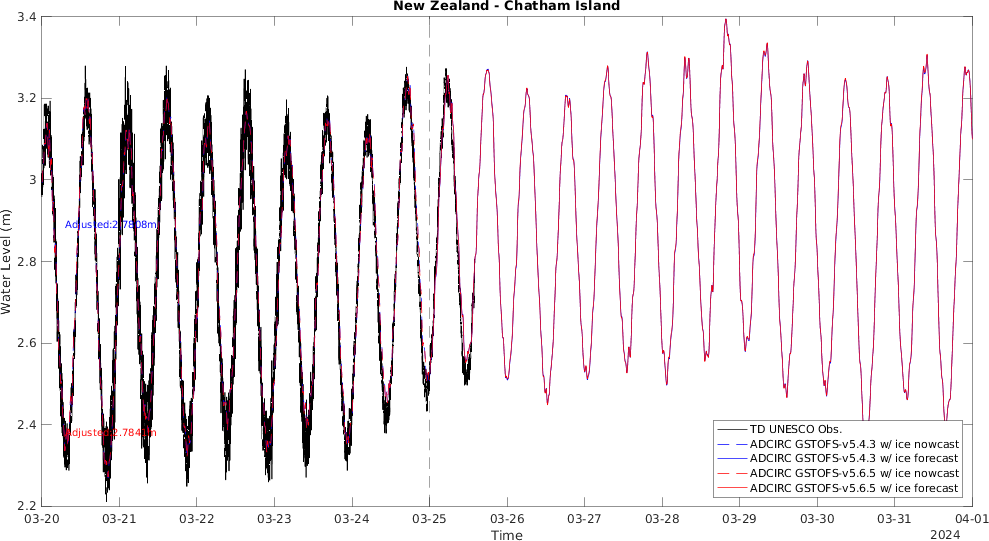 New Zealand - Chatham Island
Water Level (m)
3.4
3.2
3
2.8
2.6
2.4
2.2
Adjusted:2.7808m
TD UNESCO Obs.
ADCIRC GSTOFS-v5.4.3 w/ ice nowcast
ADCIRC GSTOFS-v5.4.3 w/ ice forecast
ADCIRC GSTOFS-v5.6.5 w/ ice nowcast
ADCIRC GSTOFS-v5.6.5 w/ ice forecast
03-20 03-21 03-22 03-23 03-24 03-25 03-26 03-27 03-28 03-29 03-30 03-31 04-01
Time
2024